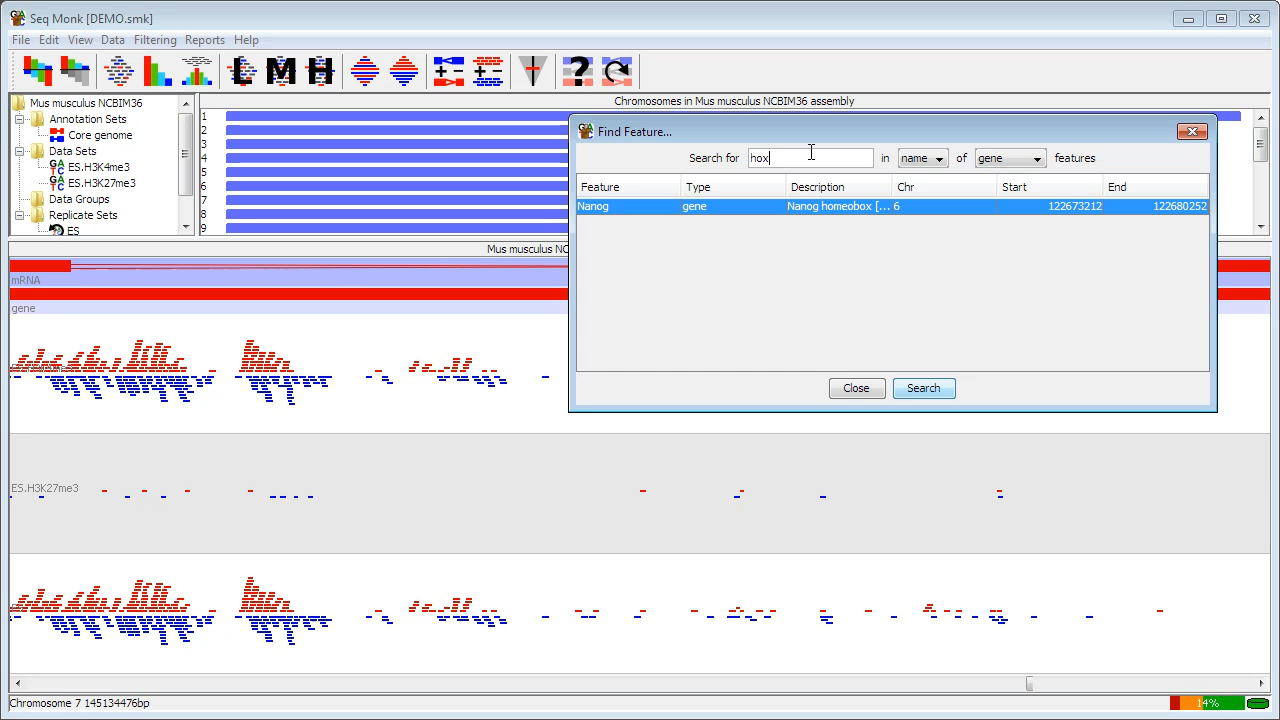 Seq Monk [DEMO.smk]
File Edit View Data Filtering Reports Help
L M H ?
Mus musculus NCBIM36
Annotation Sets
Core genome
Data Sets
ES.H3K4me3
ES.H3K27me3
Data Groups
Replicate Sets
ES
Chromosomes in Mus musculus NCBIM36 assembly
1
2
3
4
5
6
7
8
9
Find Feature...
Search for hox in name of gene features
Feature Type Description Chr Start End
Nanog gene Nanog homeobox [... 6 122673212 122680252
Close Search
Mus musculus NC
mRNA
gene
ES.H3K27me3
Chromosome 7 145134476bp
14%